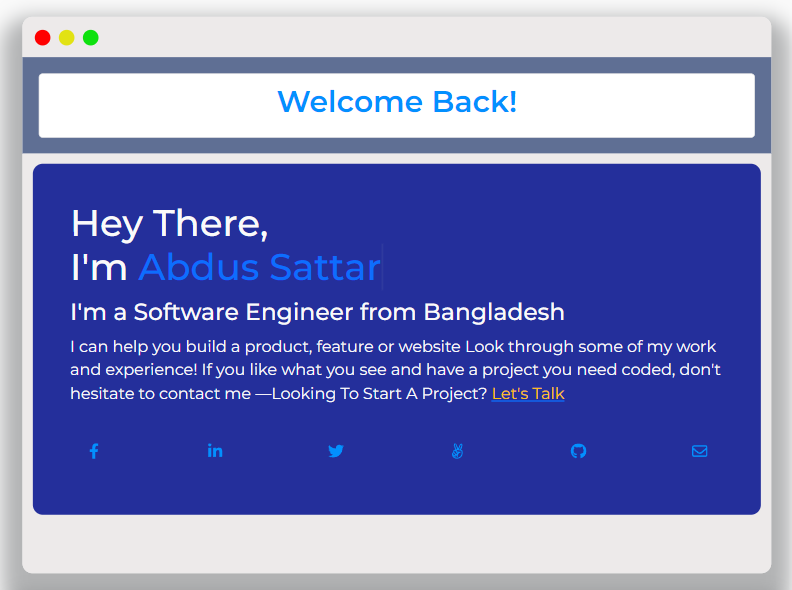 Welcome Back!
Hey There,
I'm Abdus Sattar
I'm a Software Engineer from Bangladesh
I can help you build a product, feature or website Look through some of my work
and experience! If you like what you see and have a project you need coded, don't
hesitate to contact me —Looking To Start A Project? Let's Talk